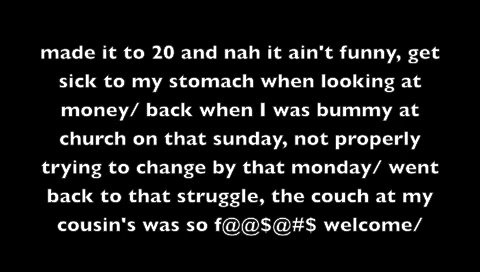 made it to 20 and nah it ain't funny, get
sick to my stomach when looking at
money/ back when I was bummy at
church on that sunday, not properly
trying to change by that monday/ went
back to that struggle, the couch at my
cousin's was so f@@$@#$ welcome/